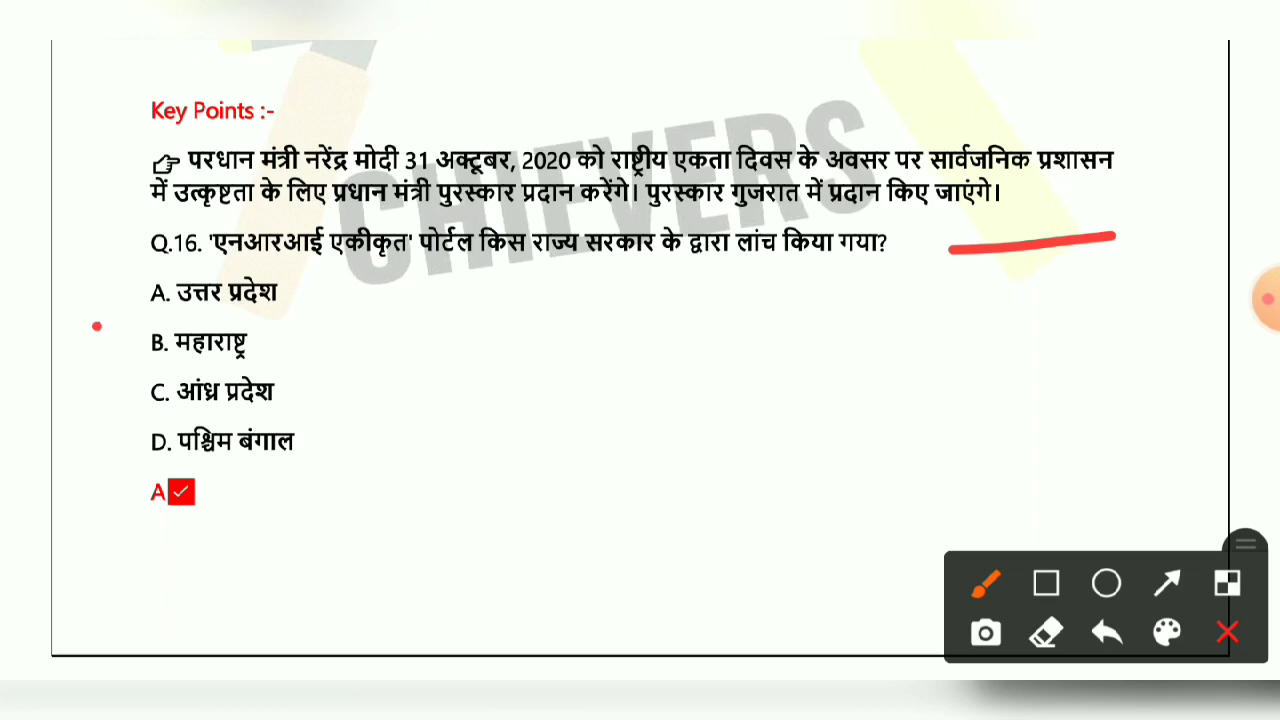 Key Points :-
👉 परधान मंत्री नरेंद्र मोदी 31 अक्टूबर, 2020 को राष्ट्रीय एकता दिवस के अवसर पर सार्वजनिक प्रशासन
में उत्कृष्टता के लिए प्रधान मंत्री पुरस्कार प्रदान करेंगे। पुरस्कार गुजरात में प्रदान किए जाएंगे।
Q.16. 'एनआरआई एकीकृत' पोर्टल किस राज्य सरकार के द्वारा लांच किया गया?
A. उत्तर प्रदेश
B. महाराष्ट्र
C. आंध्र प्रदेश
D. पश्चिम बंगाल
A
CHIEVERS